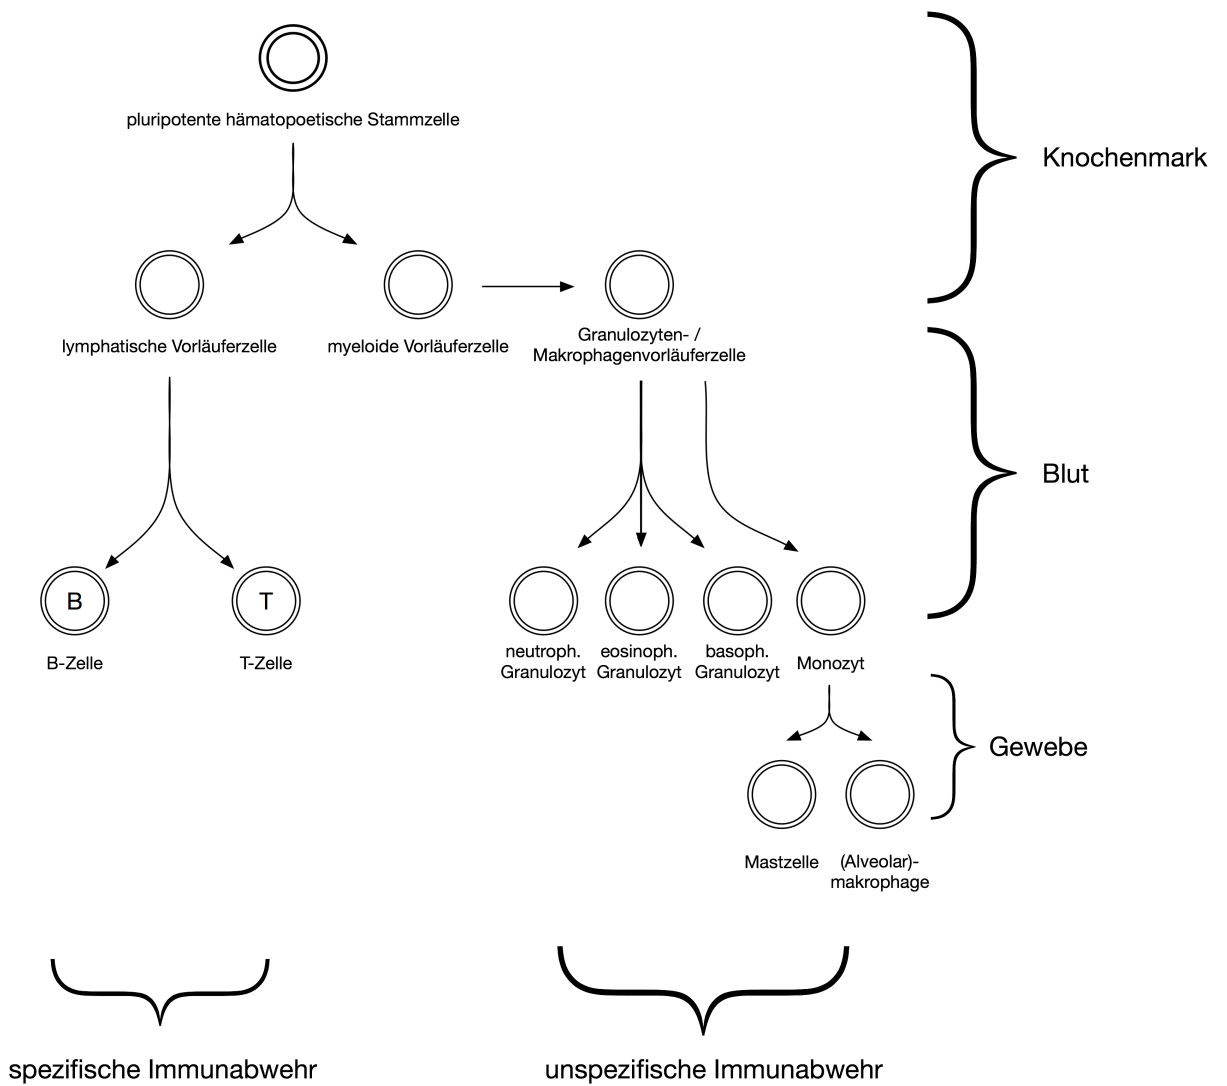 pluripotente hämatopoetische Stammzelle
Knochenmark
lymphatische Vorläuferzelle
myeloide Vorläuferzelle
Granulozyten- /
Makrophagenvorläuferzelle
Blut
B
T
B-Zelle
T-Zelle
neutroph.
Granulozyt
eosinoph.
Granulozyt
basoph.
Granulozyt
Monozyt
Gewebe
Mastzelle
(Alveolar)-
makrophage
spezifische Immunabwehr
unspezifische Immunabwehr